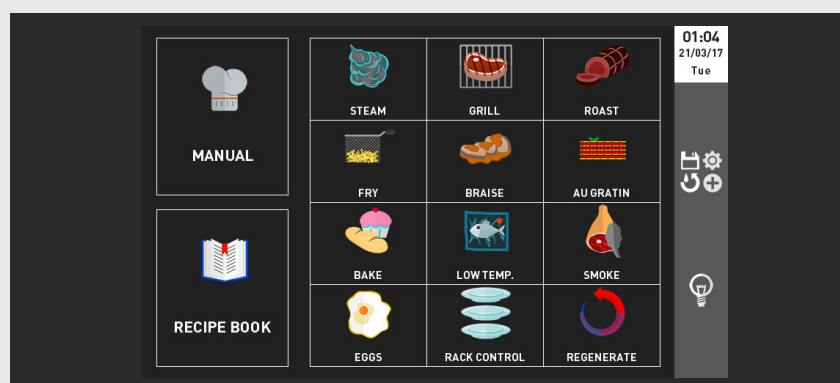 MANUAL
RECIPE BOOK
STEAM
GRILL
ROAST
FRY
BRAISE
AU GRATIN
BAKE
LOW TEMP.
SMOKE
EGGS
RACK CONTROL
REGENERATE
01:04
21/03/17
Tue